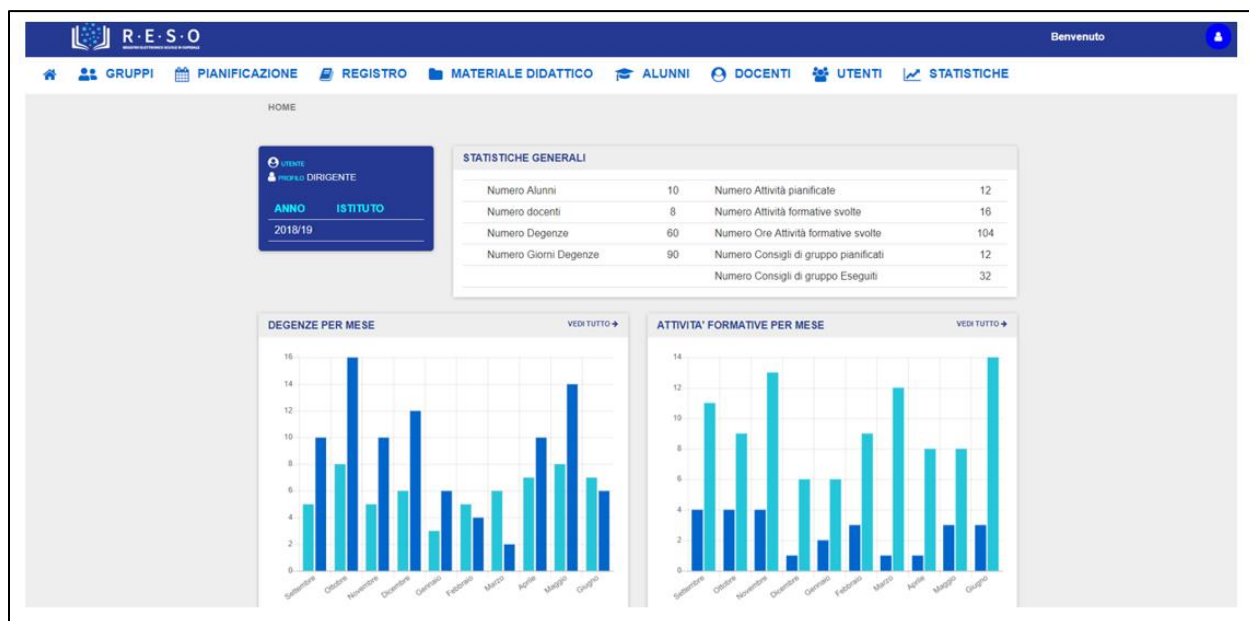 R·E·S·O
REGISTRO ELETTRONICO SCUOLE IN OSPEDALE
Benvenuto
GRUPPI PIANIFICAZIONE REGISTRO MATERIALE DIDATTICO ALUNNI DOCENTI UTENTI STATISTICHE
HOME
UTENTE
PROFILO DIRIGENTE
ANNO ISTITUTO
2018/19
STATISTICHE GENERALI
Numero Alunni 10 Numero Attività pianificate 12
Numero docenti 8 Numero Attività formative svolte 16
Numero Degenze 60 Numero Ore Attività formative svolte 104
Numero Giorni Degenze 90 Numero Consigli di gruppo pianificati 12
Numero Consigli di gruppo Eseguiti 32
DEGENZE PER MESE VEDI TUTTO
16
14
12
10
8
6
4
2
0
Settembre Ottobre Novembre Dicembre Gennaio Febbraio Marzo Aprile Maggio Giugno
ATTIVITA' FORMATIVE PER MESE VEDI TUTTO
14
12
10
8
6
4
2
0
Settembre Ottobre Novembre Dicembre Gennaio Febbraio Marzo Aprile Maggio Giugno